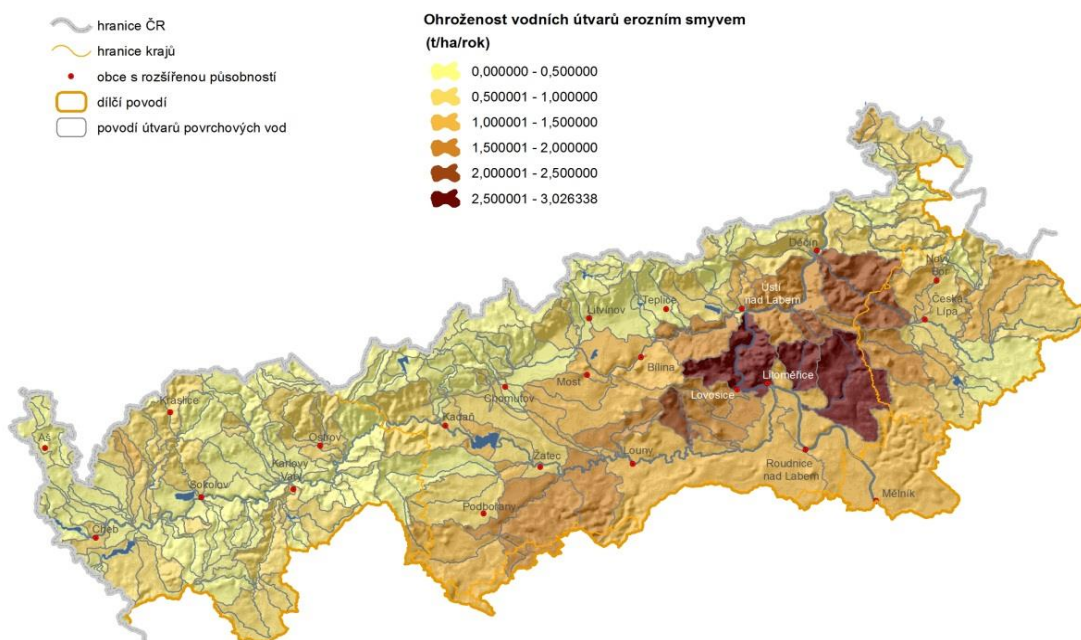 hranice ČR
hranice krajů
obce s rozšířenou působností
dílčí povodí
povodí útvarů povrchových vod
Ohroženost vodních útvarů erozním smyvem
(t/ha/rok)
0,000000 - 0,500000
0,500001 - 1,000000
1,000001 - 1,500000
1,500001 - 2,000000
2,000001 - 2,500000
2,500001 - 3,026338
Děčín
Nový
Bor
Ústí
nad Labem
Česká
Lípa
Teplice
Litvínov
Bílina
Most
Litoměřice
Lovosice
Chomutov
Kraslice
Kadaň
Aš
Ostrov
Louny
Roudnice
nad Labem
Žatec
Karlovy
Vary
Sokolov
Mělník
Podbořany
Cheb